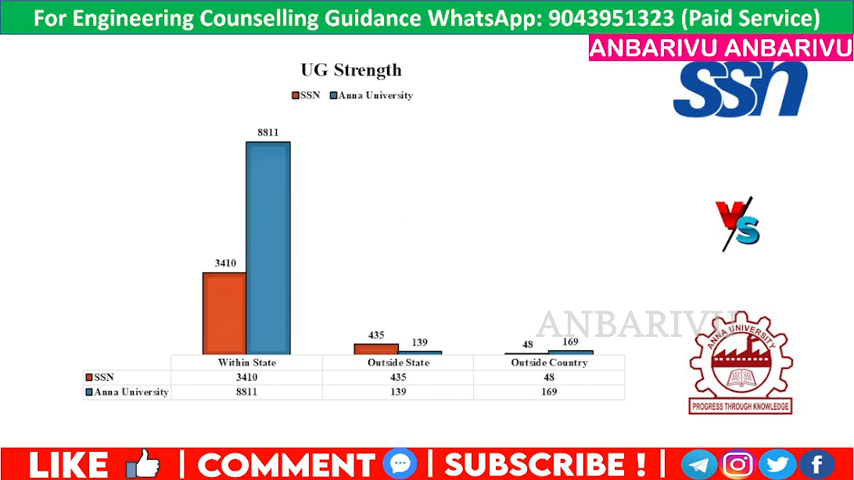 For Engineering Counselling Guidance WhatsApp: 9043951323 (Paid Service)
ANBARIVU ANBARIVU
ssn
UG Strength
SSN Anna University
8811
3410
435
139
48
169
VS
ANBARIVU
Within State Outside State Outside Country
SSN 3410 435 48
Anna University 8811 139 169
ANNA UNIVERSITY
PROGRESS THROUGH KNOWLEDGE
LIKE | COMMENT | SUBSCRIBE ! |